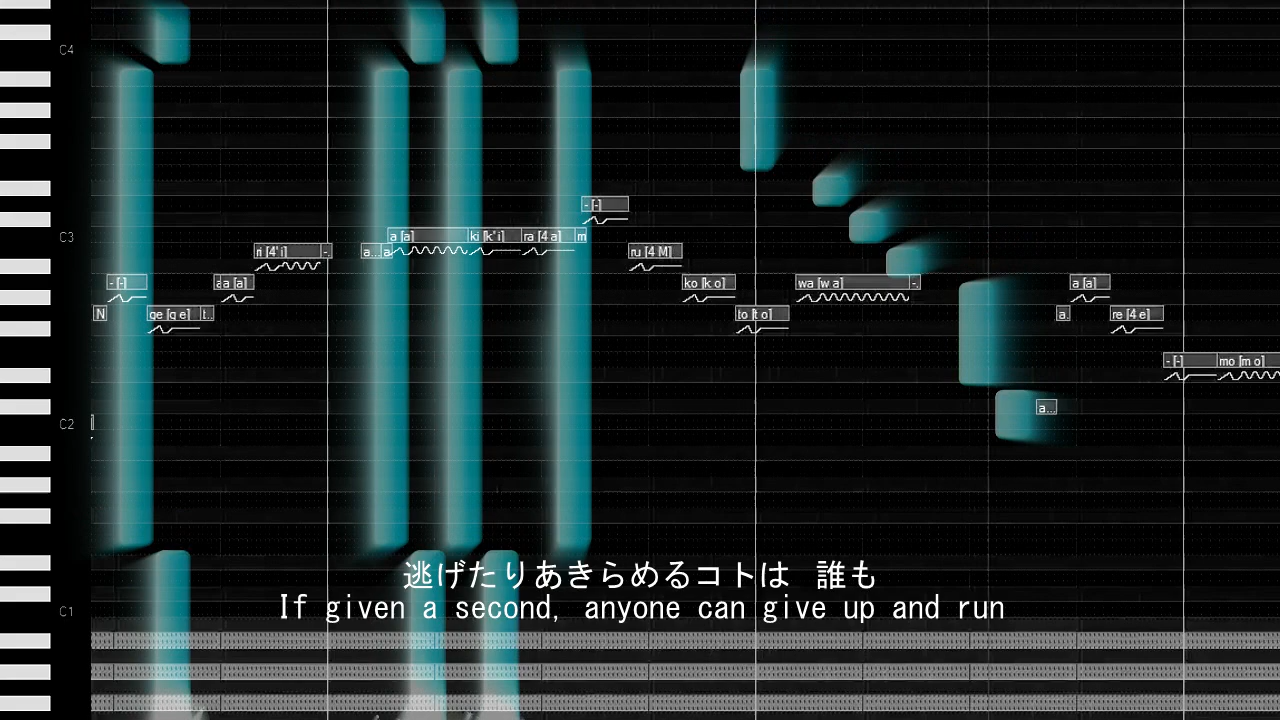 C4
- [-]
C3
ri [4' i]
a...
a
a [a]
ki [k' i]
ra [4 a]
m
ru [4 M]
- [-]
a [a]
ko [k o]
wa [w a]
-.
a [a]
N
ge [g e]
t..
to [t o]
a.
re [4 e]
- [-]
mo [m o]
a...
C2
逃げたりあきらめるコトは 誰も
If given a second, anyone can give up and run
C1